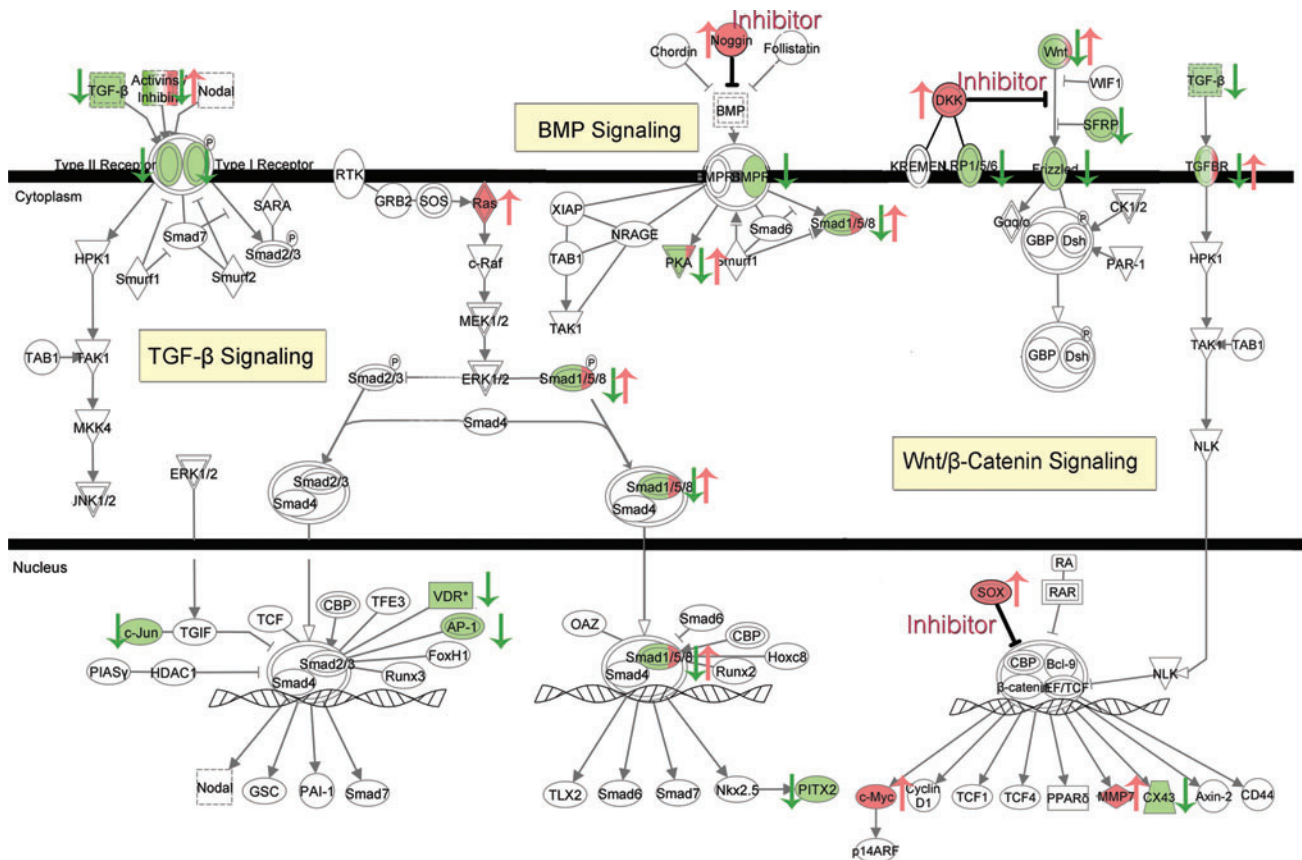 Inhibitor
Chordin
Noggin
Follistatin
Wnt
WIF1
TGF-β
Activins/
Inhibin
Nodal
BMP
Inhibitor
DKK
SFRP
TGF-β
BMP Signaling
Type II Receptor
P
Type I Receptor
RTK
BMPR
KREMEN
LRP1/5/6
Frizzled
TGFBR
Cytoplasm
GRB2
SOS
Ras
SARA
Smad7
P
Smad2/3
XIAP
NRAGE
Smad6
Smad1/5/8
Gαq/o
P
GBP
Dsh
CK1/2
HPK1
Smurf1
Smurf2
c-Raf
TAB1
PKA
Smurf1
PAR-1
HPK1
MEK1/2
TAK1
TGF-β Signaling
TAB1
TAK1
P
Smad2/3
ERK1/2
P
Smad1/5/8
P
GBP
Dsh
TAK1
TAB1
MKK4
Smad4
Wnt/β-Catenin Signaling
NLK
JNK1/2
ERK1/2
Smad2/3
Smad4
Smad1/5/8
Smad4
Nucleus
RA
RAR
SOX
Inhibitor
c-Jun
TGIF
TCF
CBP
TFE3
VDR*
AP-1
FoxH1
Runx3
PIASγ
HDAC1
Smad2/3
Smad4
OAZ
Smad6
CBP
Smad1/5/8
Smad4
Hoxc8
Runx2
CBP
Bcl-9
β-catenin
EF/TCF
NLK
Nodal
GSC
PAI-1
Smad7
TLX2
Smad6
Smad7
Nkx2.5
PITX2
c-Myc
Cyclin
D1
TCF1
TCF4
PPARδ
MMP7
CX43
Axin-2
CD44
p14ARF